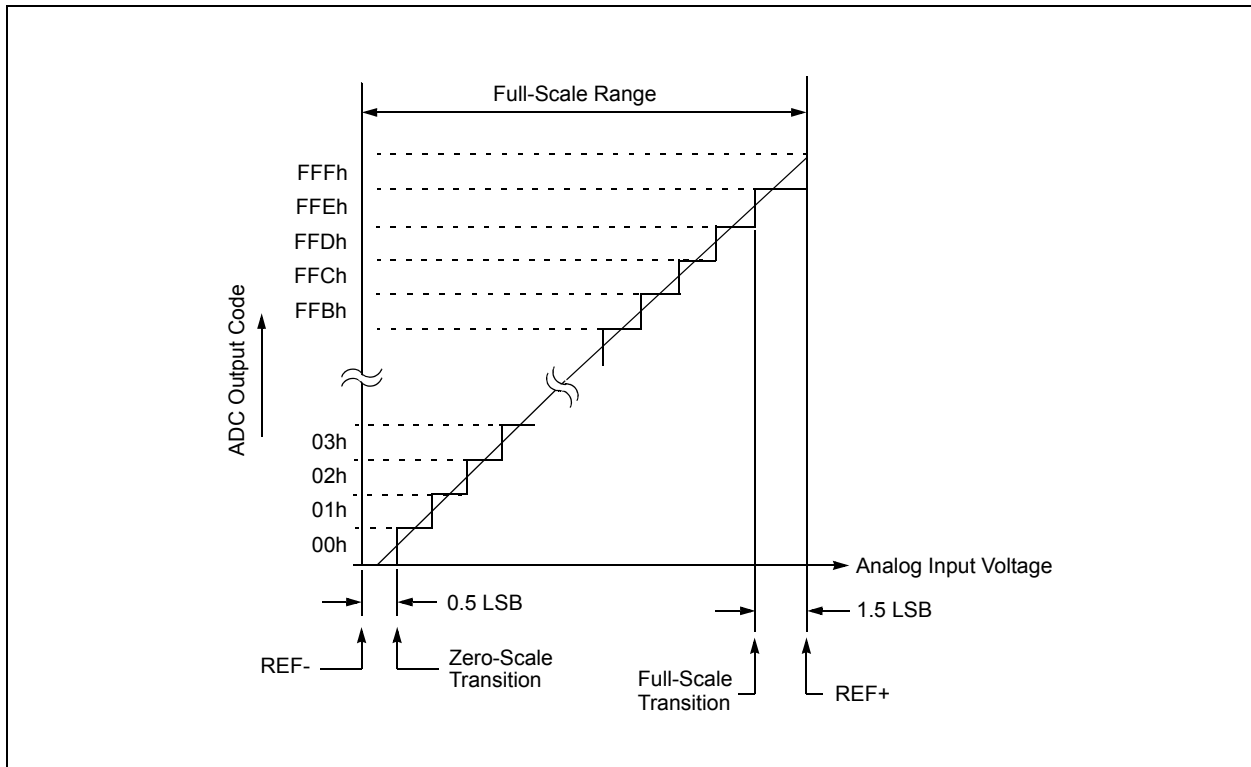 Full-Scale Range
FFFh
FFEh
FFDh
FFCh
FFBh
ADC Output Code
03h
02h
01h
00h
Analog Input Voltage
0.5 LSB
1.5 LSB
REF-
Zero-Scale
Transition
Full-Scale
Transition
REF+